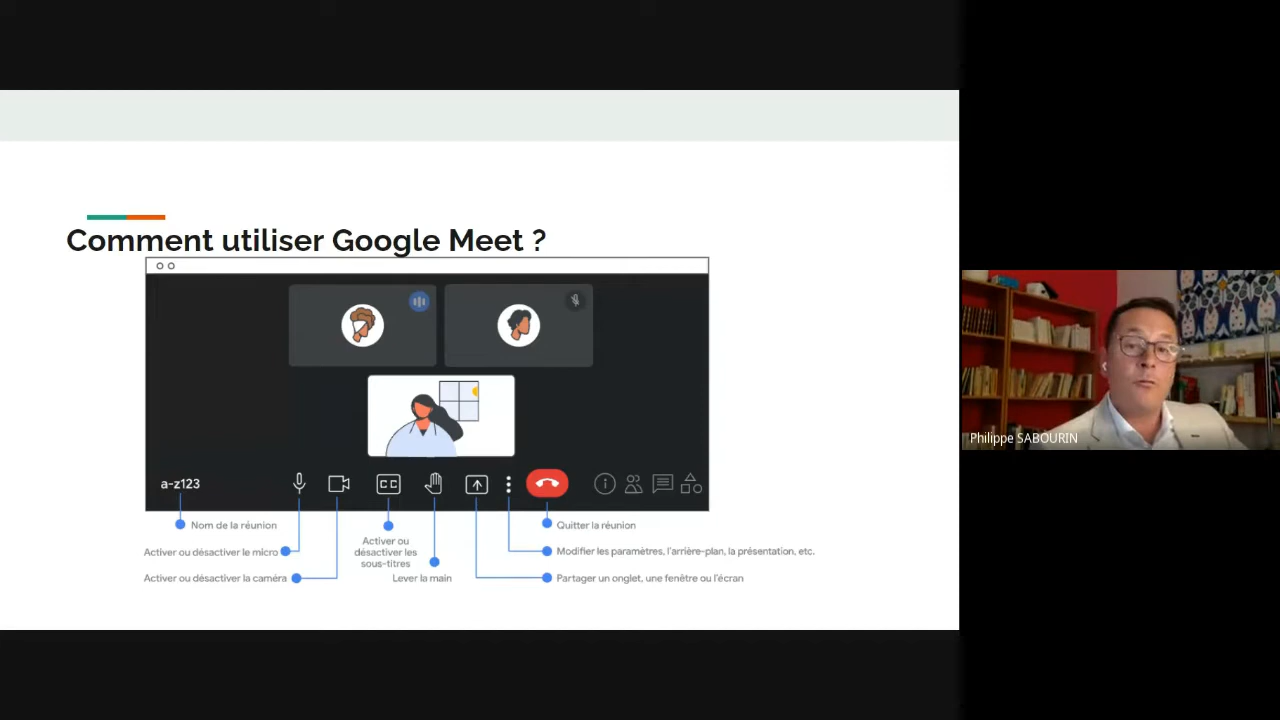 Comment utiliser Google Meet ?
a-z123
Nom de la réunion
Quitter la réunion
Activer ou désactiver le micro
Activer ou
désactiver les
sous-titres
Modifier les paramètres, l'arrière-plan, la présentation, etc.
Activer ou désactiver la caméra
Lever la main
Partager un onglet, une fenêtre ou l'écran
Philippe SABOURIN